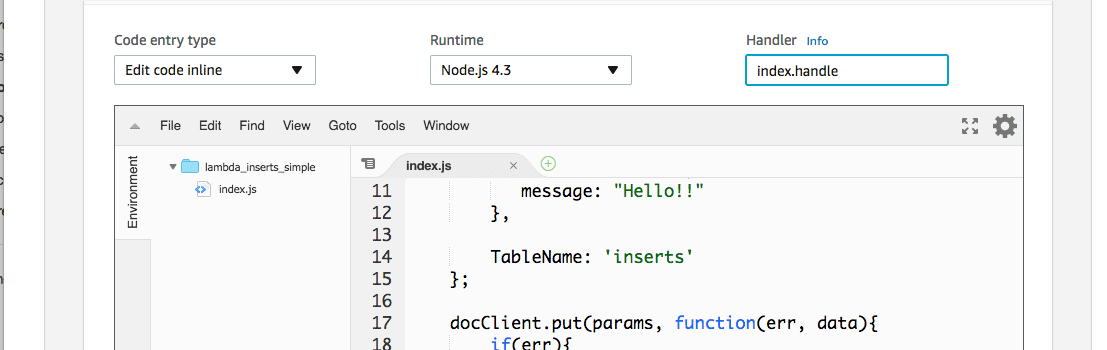 Code entry type Runtime Handler Info
Edit code inline Node.js 4.3 index.handle
File Edit Find View Goto Tools Window
Environment
lambda_inserts_simple
index.js
index.js
11 message: "Hello!!"
12 },
13
14 TableName: 'inserts'
15 };
16
17 docClient.put(params, function(err, data){
18 if(err){